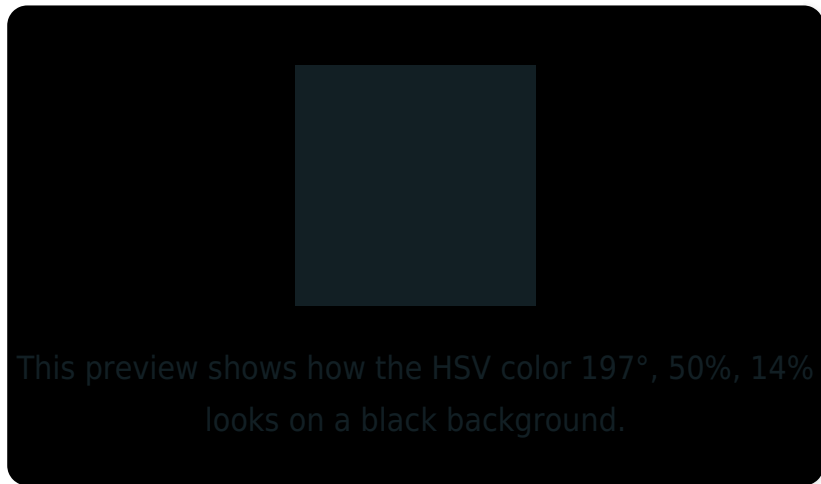 This preview shows how the HSV color 197°, 50%, 14%
looks on a black background.